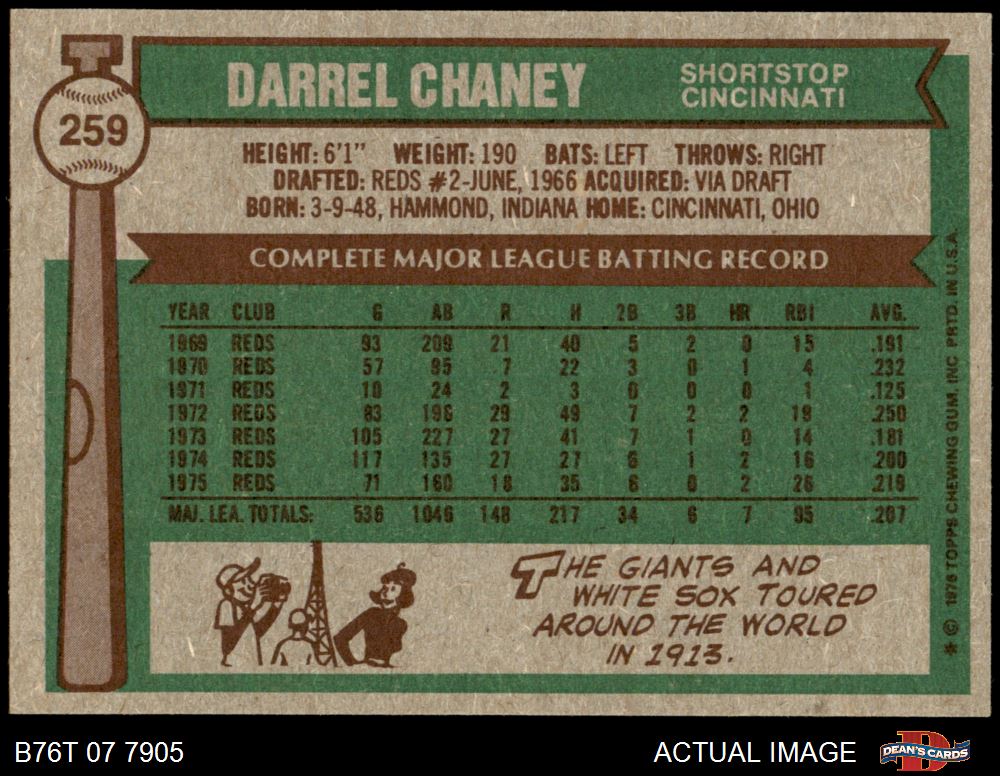 259
DARREL CHANEY
SHORTSTOP
CINCINNATI
HEIGHT: 6'1" WEIGHT: 190 BATS: LEFT THROWS: RIGHT
DRAFTED: REDS #2-JUNE, 1966 ACQUIRED: VIA DRAFT
BORN: 3-9-48, HAMMOND, INDIANA HOME: CINCINNATI, OHIO
COMPLETE MAJOR LEAGUE BATTING RECORD
YEAR CLUB G AB R H 2B 3B HR RBI AVG.
1969 REDS 93 209 21 40 5 2 0 15 .191
1970 REDS 57 95 7 22 3 0 1 4 .232
1971 REDS 10 24 2 3 0 0 0 1 .125
1972 REDS 83 196 29 49 7 2 2 19 .250
1973 REDS 105 227 27 41 7 1 0 14 .181
1974 REDS 117 135 27 27 6 1 2 16 .200
1975 REDS 71 160 18 35 6 0 2 26 .219
MAJ. LEA. TOTALS: 536 1046 148 217 34 6 7 95 .207
THE GIANTS AND
WHITE SOX TOURED
AROUND THE WORLD
IN 1913.
* © 1976 TOPPS CHEWING GUM, INC. PRTD. IN U.S.A.
B76T 07 7905
ACTUAL IMAGE
DEAN'S CARDS